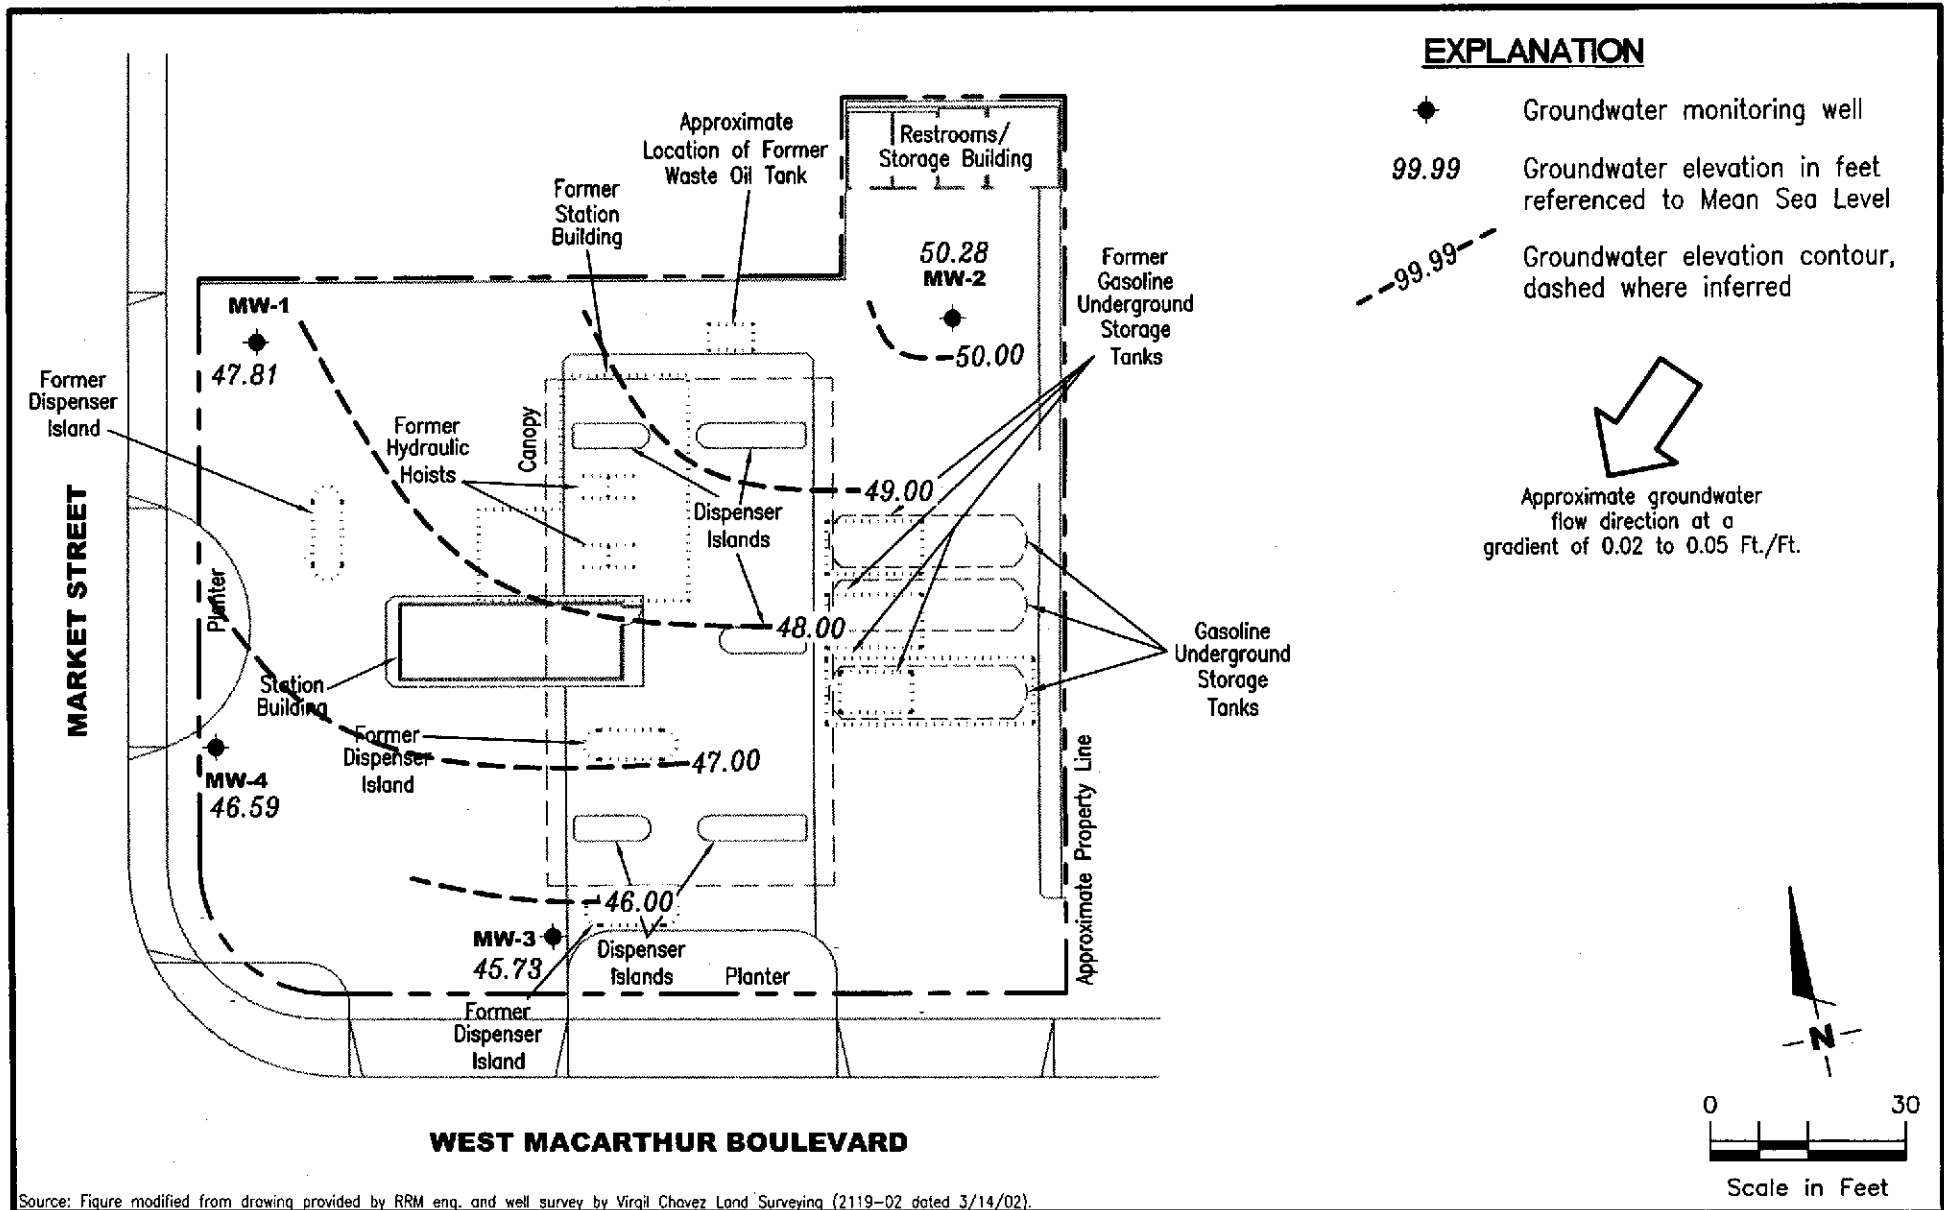 EXPLANATION
Groundwater monitoring well
99.99
Groundwater elevation in feet
referenced to Mean Sea Level
99.99
Groundwater elevation contour,
dashed where inferred
Approximate groundwater
flow direction at a
gradient of 0.02 to 0.05 Ft./Ft.
Approximate
Location of Former
Waste Oil Tank
Restrooms/
Storage Building
Former
Station
Building
50.28
MW-2
Former
Gasoline
Underground
Storage
Tanks
MW-1
47.81
50.00
Former
Dispenser
Island
Former
Hydraulic
Hoists
Canopy
49.00
Dispenser
Islands
MARKET STREET
Planter
48.00
Gasoline
Underground
Storage
Tanks
Station
Building
Former
Dispenser
Island
47.00
MW-4
46.59
Approximate Property Line
46.00
MW-3
45.73
Dispenser
Islands
Planter
Former
Dispenser
Island
N
0 30
Scale in Feet
WEST MACARTHUR BOULEVARD
Source: Figure modified from drawing provided by RRM eng. and well survey by Virgil Chavez Land Surveying (2119-02 dated 3/14/02).